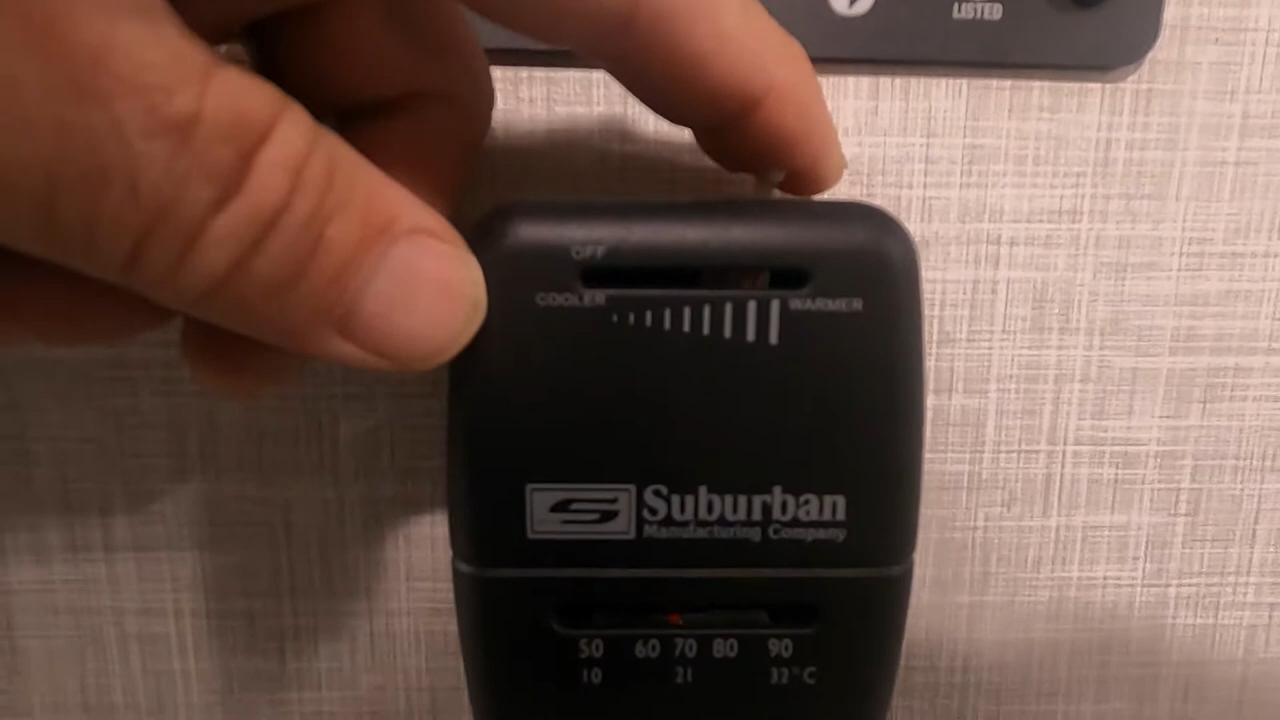 LISTED
OFF
COOLER WARMER
Suburban
Manufacturing Company
50 60 70 80 90
10 21 32°C